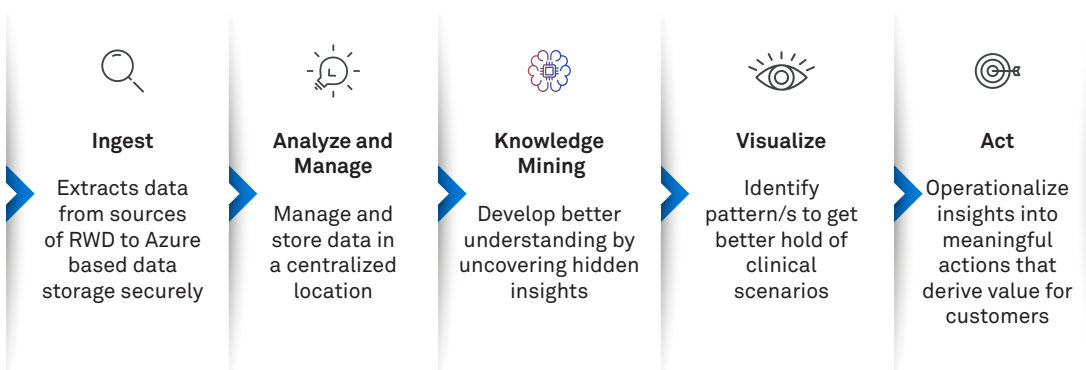 Ingest
Extracts data
from sources
of RWD to Azure
based data
storage securely
Analyze and
Manage
Manage and
store data in
a centralized
location
Knowledge
Mining
Develop better
understanding by
uncovering hidden
insights
Visualize
Identify
pattern/s to get
better hold of
clinical
scenarios
Act
Operationalize
insights into
meaningful
actions that
derive value for
customers